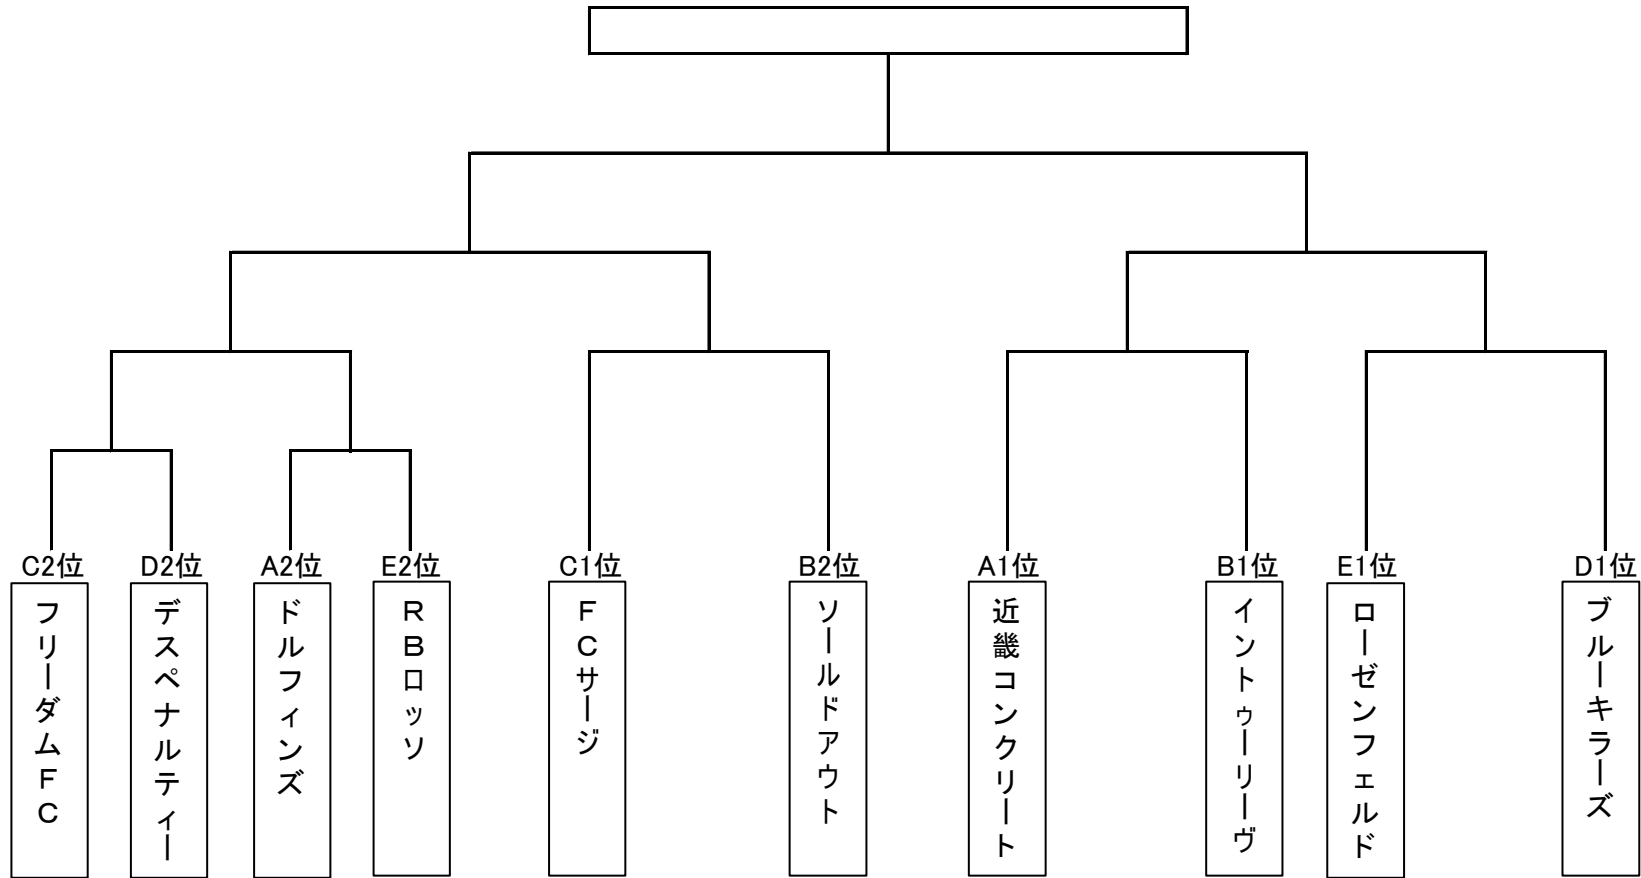 C2位
D2位
A2位
E2位
C1位
B2位
A1位
B1位
E1位
D1位
フリーダムFC
デスペナルティー
ドルフィンズ
RBロッソ
FCサージ
ソールドアウト
近畿コンクリート
イントゥーリーヴ
ローゼンフェルド
ブルーキラーズ